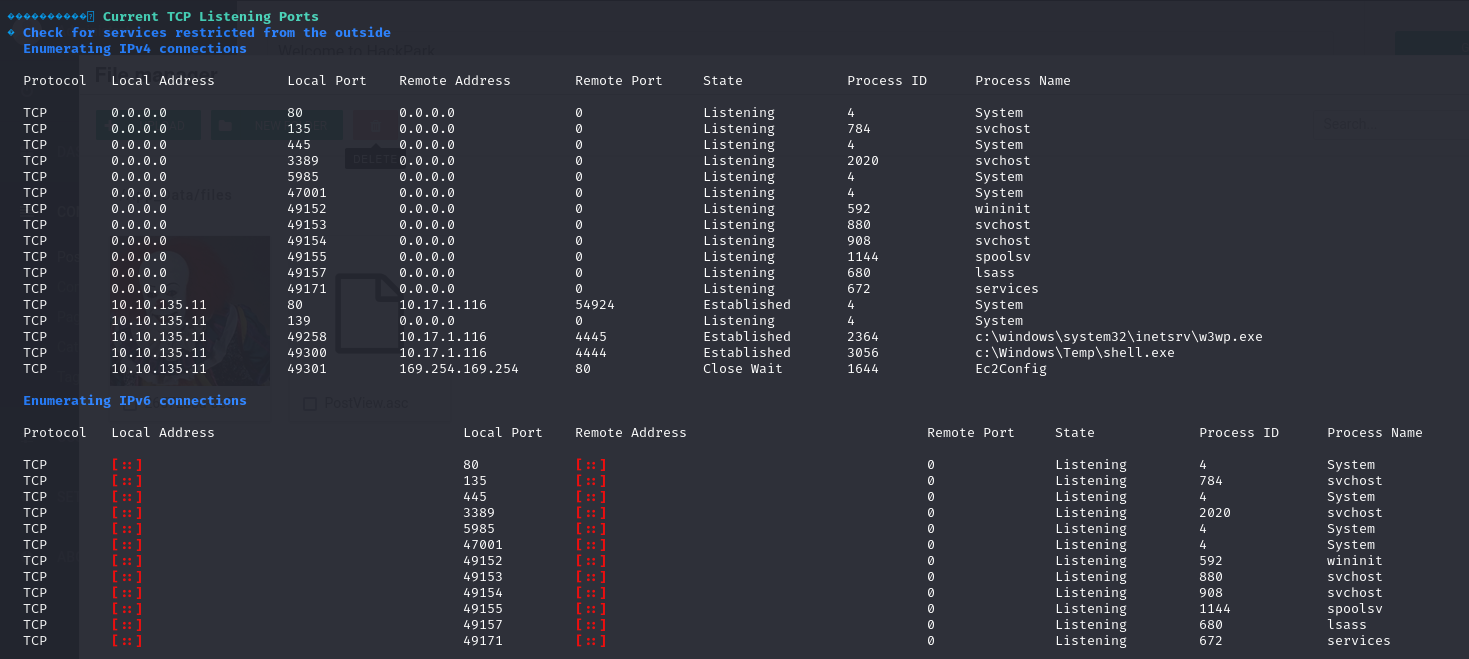 Current TCP Listening Ports
Check for services restricted from the outside
Enumerating IPv4 connections
Welcome to HackPark
File manager
Protocol Local Address Local Port Remote Address Remote Port State Process ID Process Name
TCP 0.0.0.0 80 0.0.0.0 0 Listening 4 System
TCP 0.0.0.0 135 0.0.0.0 0 Listening 784 svchost
Search
TCP 0.0.0.0 445 0.0.0.0 0 Listening 4 System
TCP 0.0.0.0 3389 0.0.0.0 0 Listening 2020 svchost
DELETE
TCP 0.0.0.0 5985 0.0.0.0 0 Listening 4 System
TCP 0.0.0.0 47001 0.0.0.0 0 Listening 4 System
TCP 0.0.0.0 49152 0.0.0.0 0 Listening 592 wininit
TCP 0.0.0.0 49153 0.0.0.0 0 Listening 880 svchost
TCP 0.0.0.0 49154 0.0.0.0 0 Listening 908 svchost
TCP 0.0.0.0 49155 0.0.0.0 0 Listening 1144 spoolsv
TCP 0.0.0.0 49157 0.0.0.0 0 Listening 680 lsass
TCP 0.0.0.0 49171 0.0.0.0 0 Listening 672 services
TCP 10.10.135.11 80 10.17.1.116 54924 Established 4 System
TCP 10.10.135.11 139 0.0.0.0 0 Listening 4 System
TCP 10.10.135.11 49258 10.17.1.116 4445 Established 2364 c:\windows\system32\inetsrv\w3wp.exe
TCP 10.10.135.11 49300 10.17.1.116 4444 Established 3056 c:\Windows\Temp\shell.exe
TCP 10.10.135.11 49301 169.254.169.254 80 Close Wait 1644 Ec2Config
Enumerating IPv6 connections
PostView.asc
Protocol Local Address Local Port Remote Address Remote Port State Process ID Process Name
TCP [::] 80 [::] 0 Listening 4 System
TCP [::] 135 [::] 0 Listening 784 svchost
TCP [::] 445 [::] 0 Listening 4 System
TCP [::] 3389 [::] 0 Listening 2020 svchost
TCP [::] 5985 [::] 0 Listening 4 System
TCP [::] 47001 [::] 0 Listening 4 System
TCP [::] 49152 [::] 0 Listening 592 wininit
TCP [::] 49153 [::] 0 Listening 880 svchost
TCP [::] 49154 [::] 0 Listening 908 svchost
TCP [::] 49155 [::] 0 Listening 1144 spoolsv
TCP [::] 49157 [::] 0 Listening 680 lsass
TCP [::] 49171 [::] 0 Listening 672 services